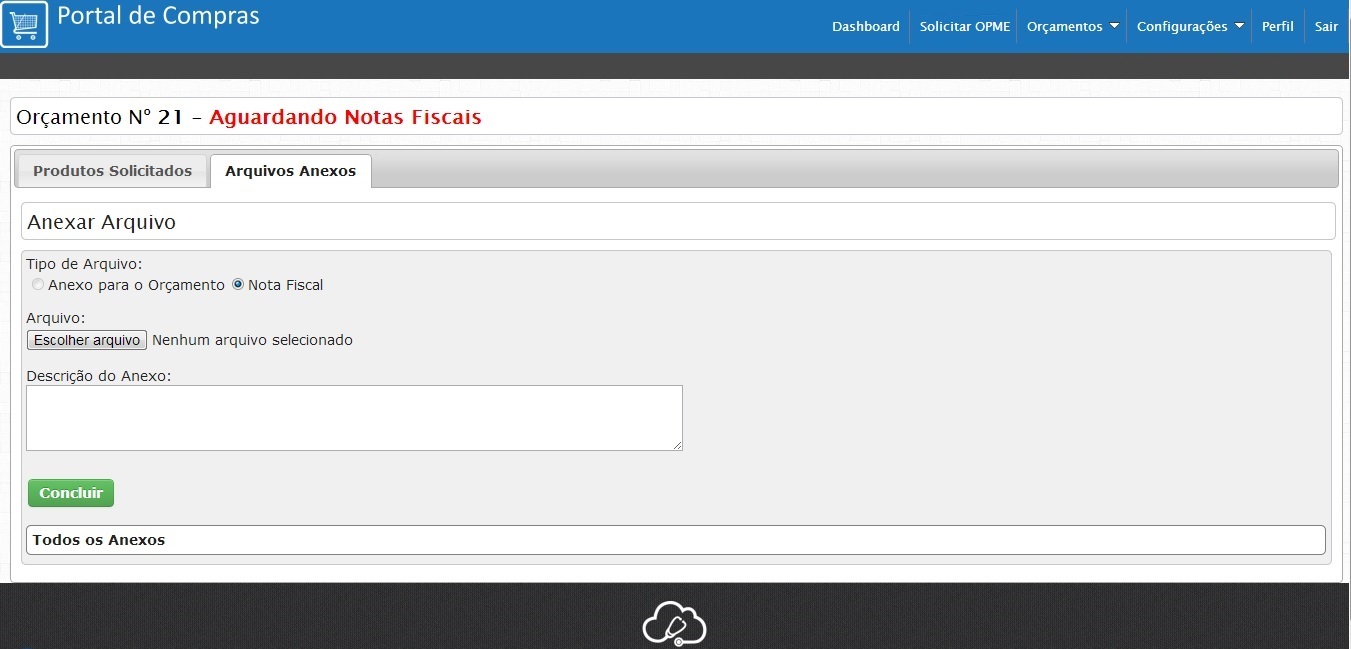 Portal de Compras
Dashboard Solicitar OPME Orçamentos Configurações Perfil Sair
Orçamento N° 21 – Aguardando Notas Fiscais
Produtos Solicitados Arquivos Anexos
Anexar Arquivo
Tipo de Arquivo:
Anexo para o Orçamento Nota Fiscal
Arquivo:
Escolher arquivo Nenhum arquivo selecionado
Descrição do Anexo:
Concluir
Todos os Anexos